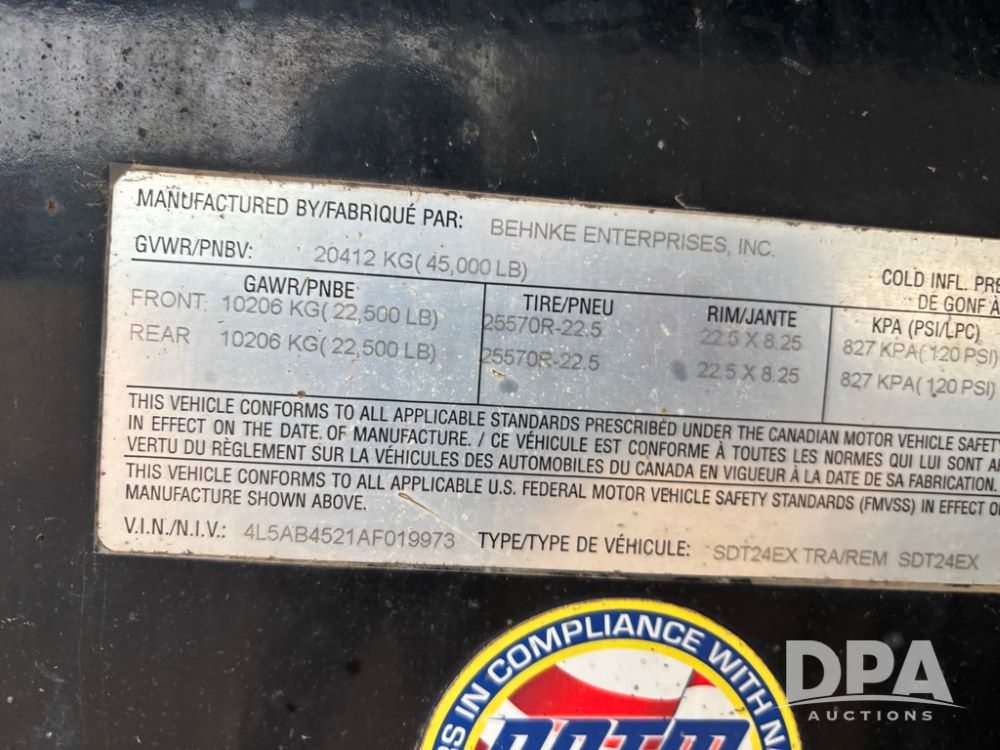 MANUFACTURED BY/FABRIQUÉ PAR: BEHNKE ENTERPRISES, INC.
GVWR/PNBV: 20412 KG( 45,000 LB)
COLD INFL.
DE GONF
GAWR/PNBE TIRE/PNEU RIM/JANTE KPA (PSI/LPC)
FRONT 10206 KG( 22,500 LB) 25570R-22.5 22.5 X 8.25 827 KPA( 120 PSI)
REAR 10206 KG( 22,500 LB) 25570R-22.5 22.5 X 8.25 827 KPA( 120 PSI)
THIS VEHICLE CONFORMS TO ALL APPLICABLE STANDARDS PRESCRIBED UNDER THE CANADIAN MOTOR VEHICLE SAFETY
IN EFFECT ON THE DATE OF MANUFACTURE. / CE VÉHICULE EST CONFORME À TOUTES LES NORMES QUI LUI SONT
VERTU DU RÈGLEMENT SUR LA VÉHICULES DES AUTOMOBILES DU CANADA EN VIGUEUR À LA DATE DE SA FABRICATION.
THIS VEHICLE CONFORMS TO ALL APPLICABLE U.S. FEDERAL MOTOR VEHICLE SAFETY STANDARDS (FMVSS) IN EFFECT
MANUFACTURE SHOWN ABOVE.
V.I.N./N.I.V.: 4L5AB4521AF019973 TYPE/TYPE DE VÉHICULE: SDT24EX TRA/REM SDT24EX
IN COMPLIANCE WITH
DPA
AUCTIONS